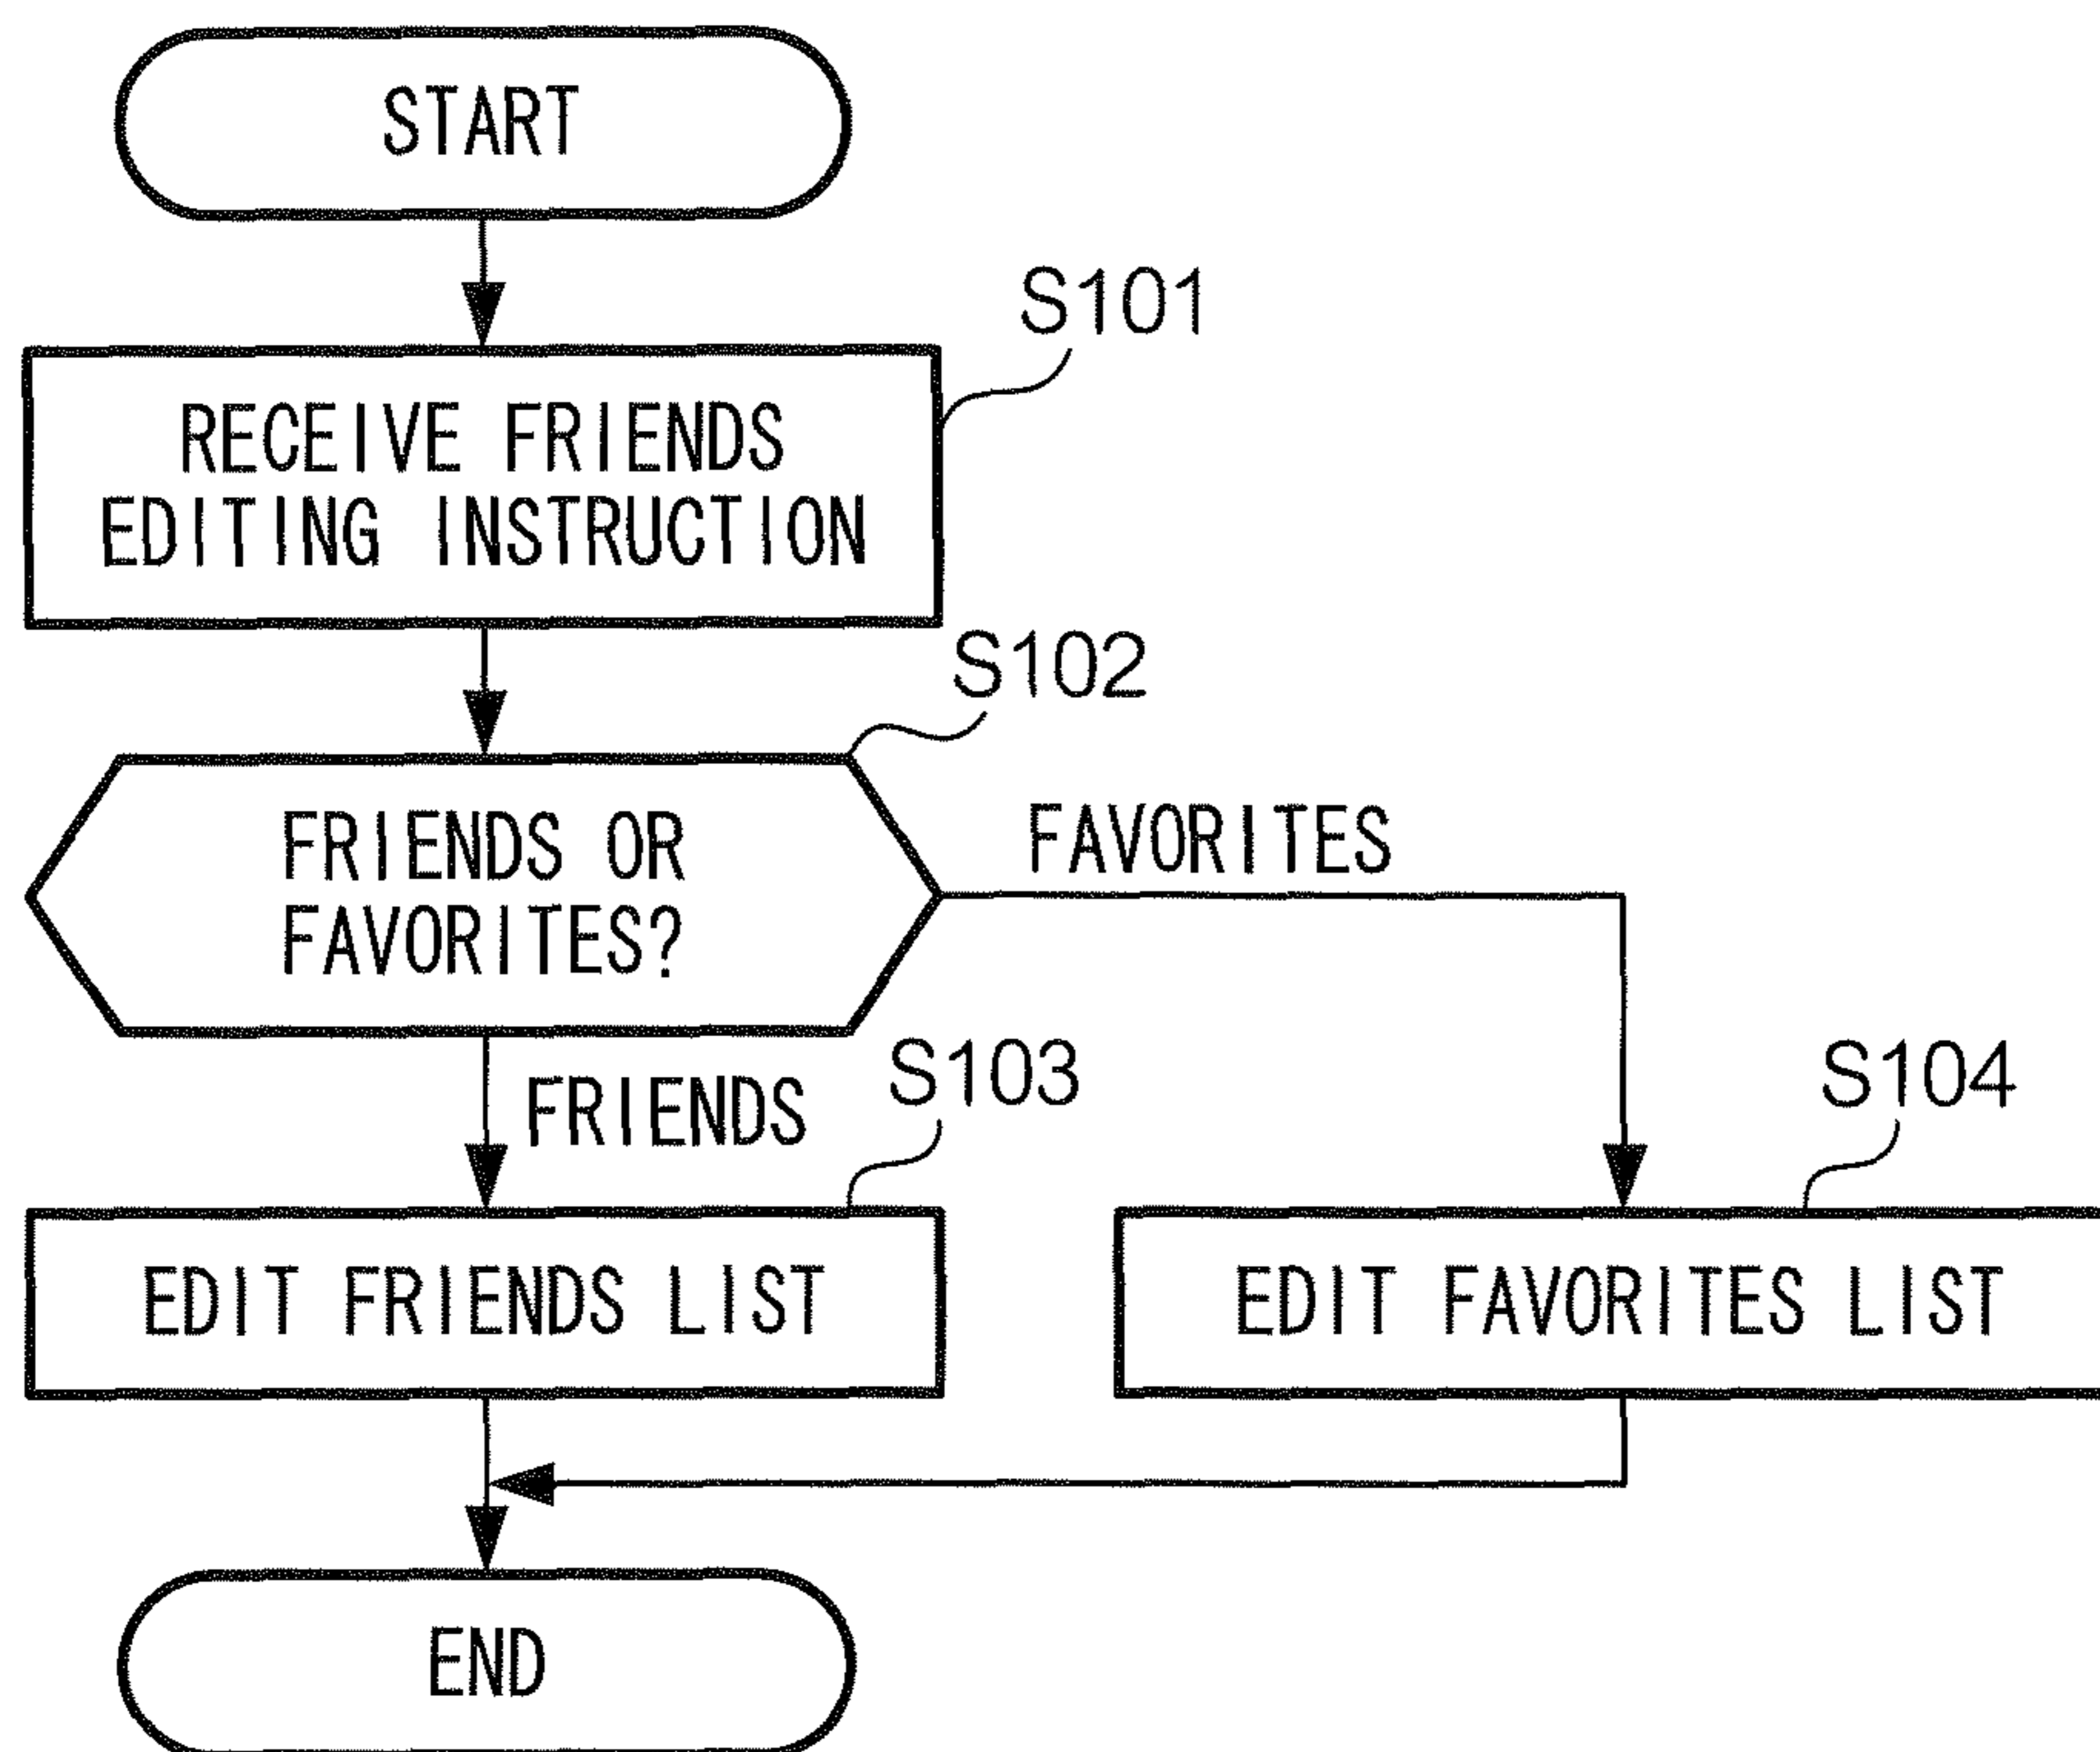 START
S101
RECEIVE FRIENDS
EDITING INSTRUCTION
S102
FRIENDS OR
FAVORITES?
FAVORITES
FRIENDS
S103
S104
EDIT FRIENDS LIST
EDIT FAVORITES LIST
END